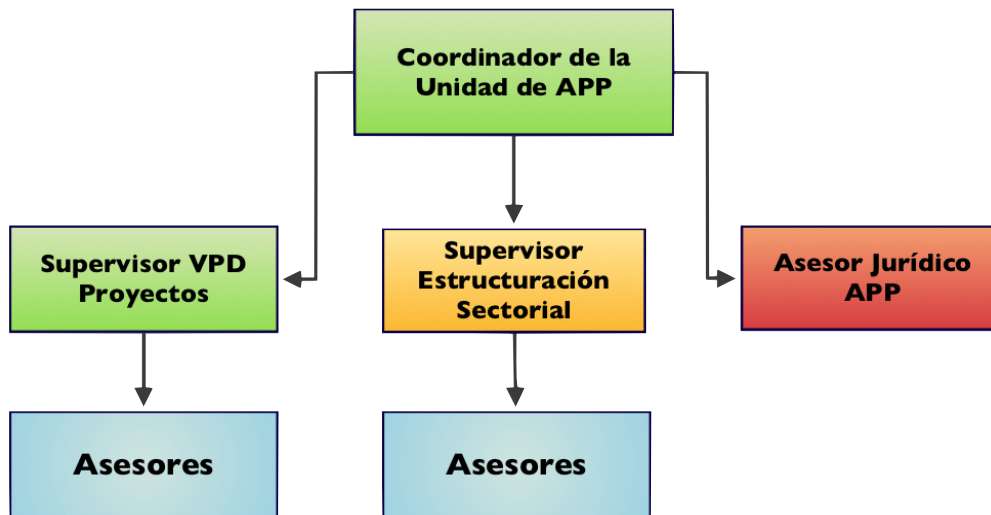 Coordinador de la
Unidad de APP
Supervisor VPD
Proyectos
Supervisor
Estructuración
Sectorial
Asesor Jurídico
APP
Asesores
Asesores